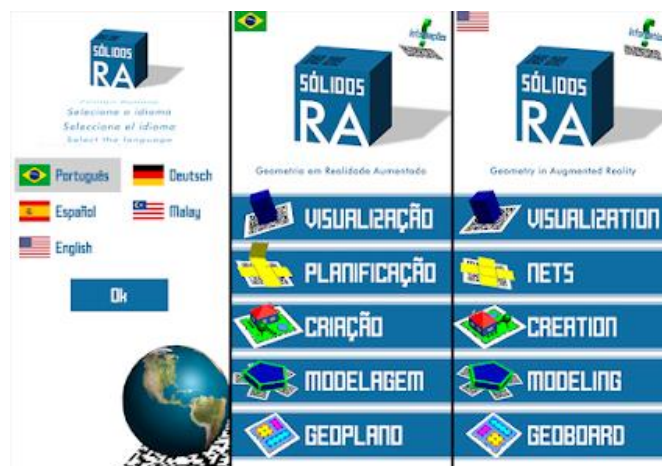 SÓLIDOS
RA
Selecione o idioma
Seleccione el idioma
Select the language
Português
Deutsch
Español
Malay
English
Ok
Informações
SÓLIDOS
RA
Geometria em Realidade Aumentada
VISUALIZAÇÃO
PLANIFICAÇÃO
CRIAÇÃO
MODELAGEM
GEOPLANO
SÓLIDOS
RA
Geometry in Augmented Reality
VISUALIZATION
NETS
CREATION
MODELING
GEOBOARD